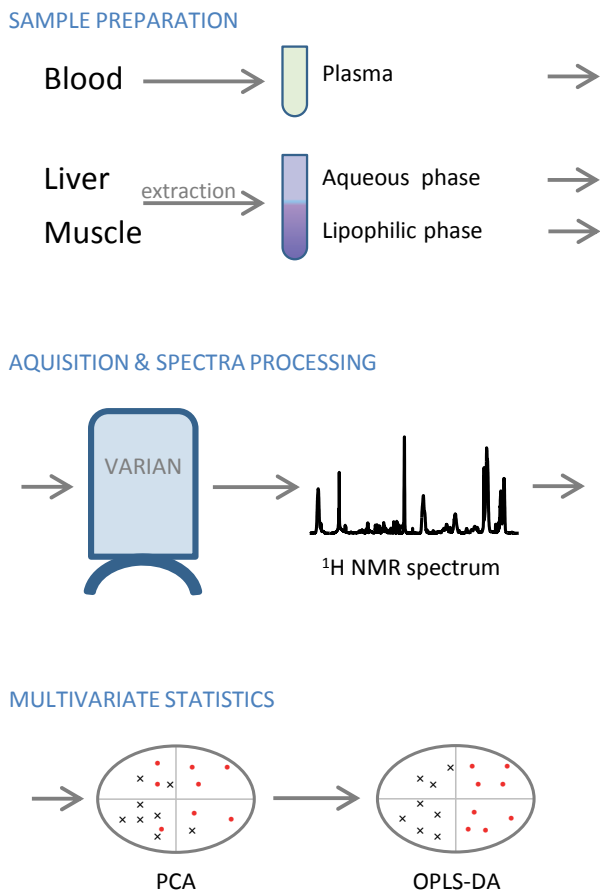 SAMPLE PREPARATION
Blood
Plasma
Liver
extraction
Aqueous phase
Muscle
Lipophilic phase
AQUISITION & SPECTRA PROCESSING
VARIAN
¹H NMR spectrum
MULTIVARIATE STATISTICS
PCA
OPLS-DA